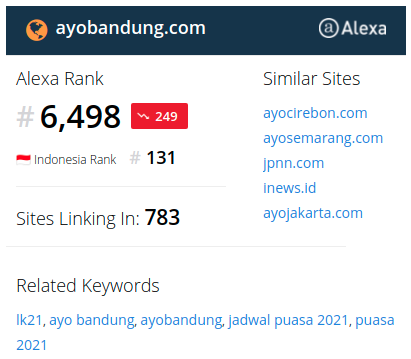 ayobandung.com
Alexa
Alexa Rank
# 6,498 249
Indonesia Rank # 131
Sites Linking In: 783
Similar Sites
ayocirebon.com
ayosemarang.com
jpnn.com
inews.id
ayojakarta.com
Related Keywords
lk21, ayo bandung, ayobandung, jadwal puasa 2021, puasa
2021